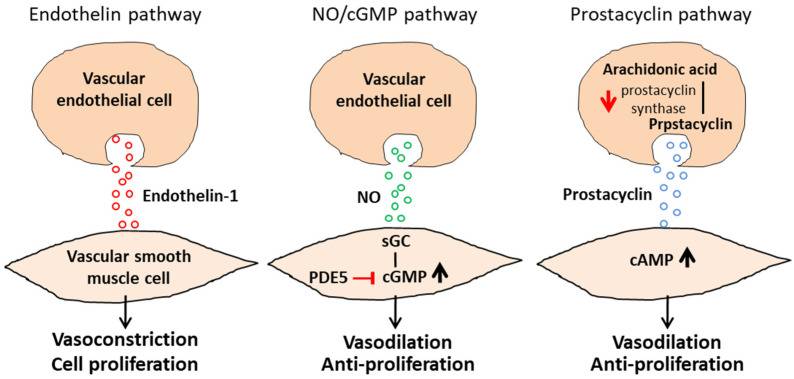 Endothelin pathway
Vascular
endothelial cell
Endothelin-1
Vascular smooth
muscle cell
Vasoconstriction
Cell proliferation
NO/cGMP pathway
Vascular
endothelial cell
NO
sGC
PDE5 cGMP
Vasodilation
Anti-proliferation
Prostacyclin pathway
Arachidonic acid
prostacyclin
synthase
Prpstacyclin
Prostacyclin
cAMP
Vasodilation
Anti-proliferation